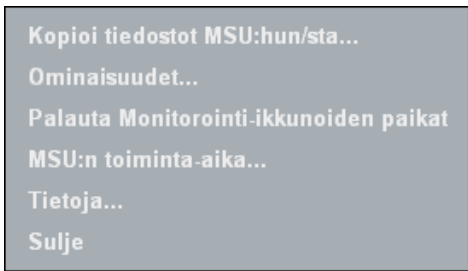 Kopioi tiedostot MSU:hun/sta...
Ominaisuudet...
Palauta Monitorointi-ikkunoiden paikat
MSU:n toiminta-aika...
Tietoja...
Sulje